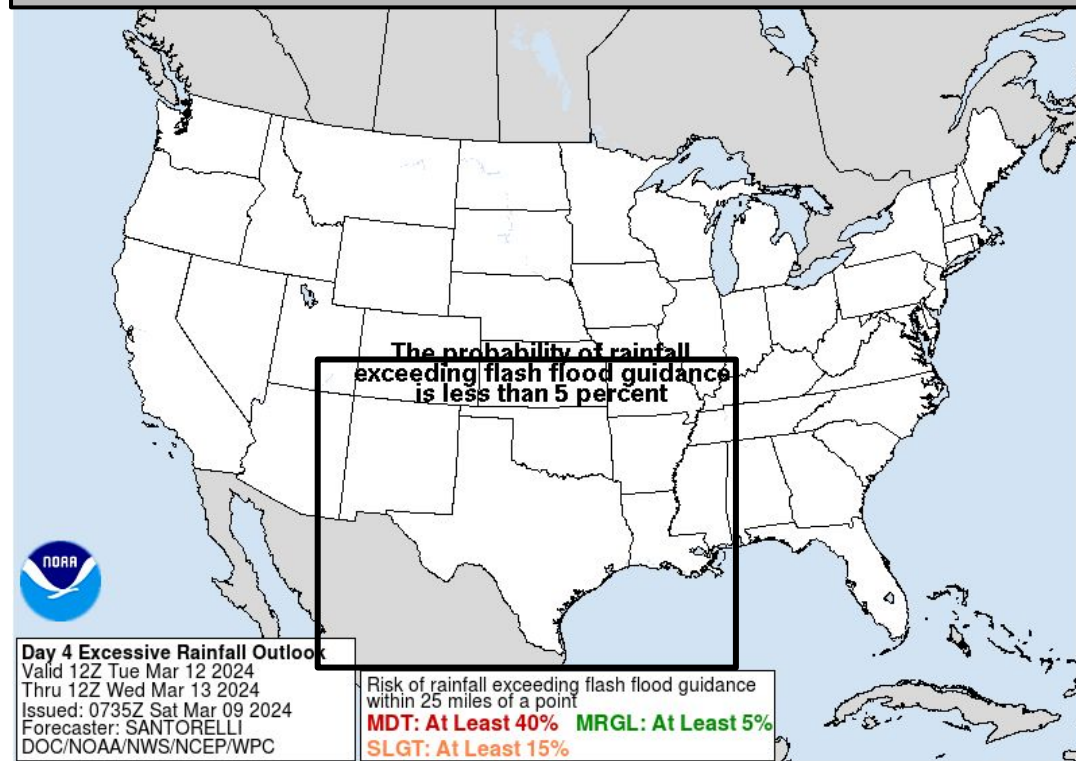 The probability of rainfall
exceeding flash flood guidance
is less than 5 percent
NOAA
Day 4 Excessive Rainfall Outlook
Valid 12Z Tue Mar 12 2024
Thru 12Z Wed Mar 13 2024
Issued: 0735Z Sat Mar 09 2024
Forecaster: SANTORELLI
DOC/NOAA/NWS/NCEP/WPC
Risk of rainfall exceeding flash flood guidance
within 25 miles of a point
MDT: At Least 40% MRGL: At Least 5%
SLGT: At Least 15%